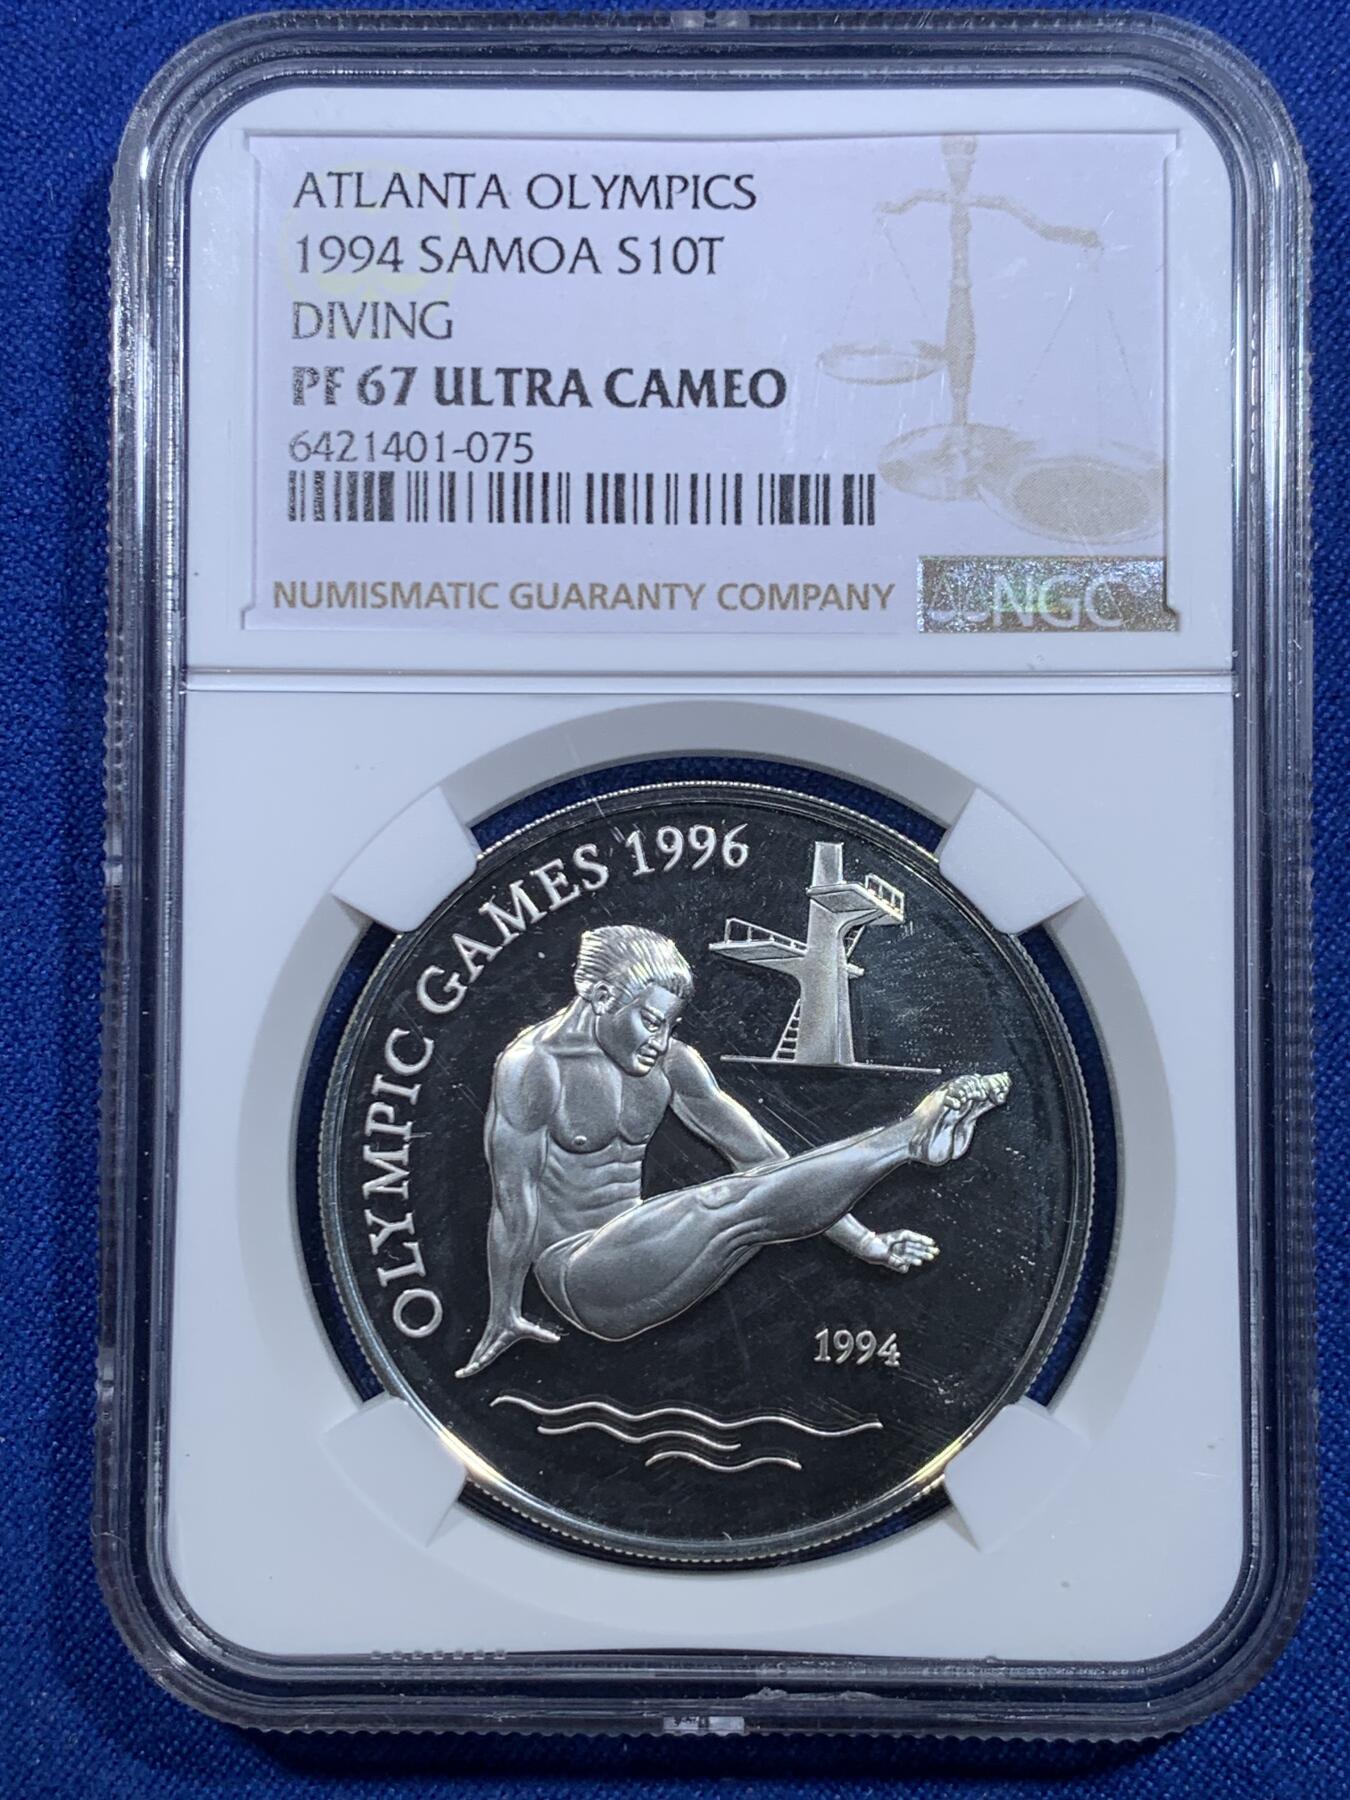 ATLANTA OLYMPICS
1994 SAMOA S10T
DIVING
PF 67 ULTRA CAMEO
6421401-075
NUMISMATIC GUARANTY COMPANY
NGC
OLYMPIC GAMES 1996
1994